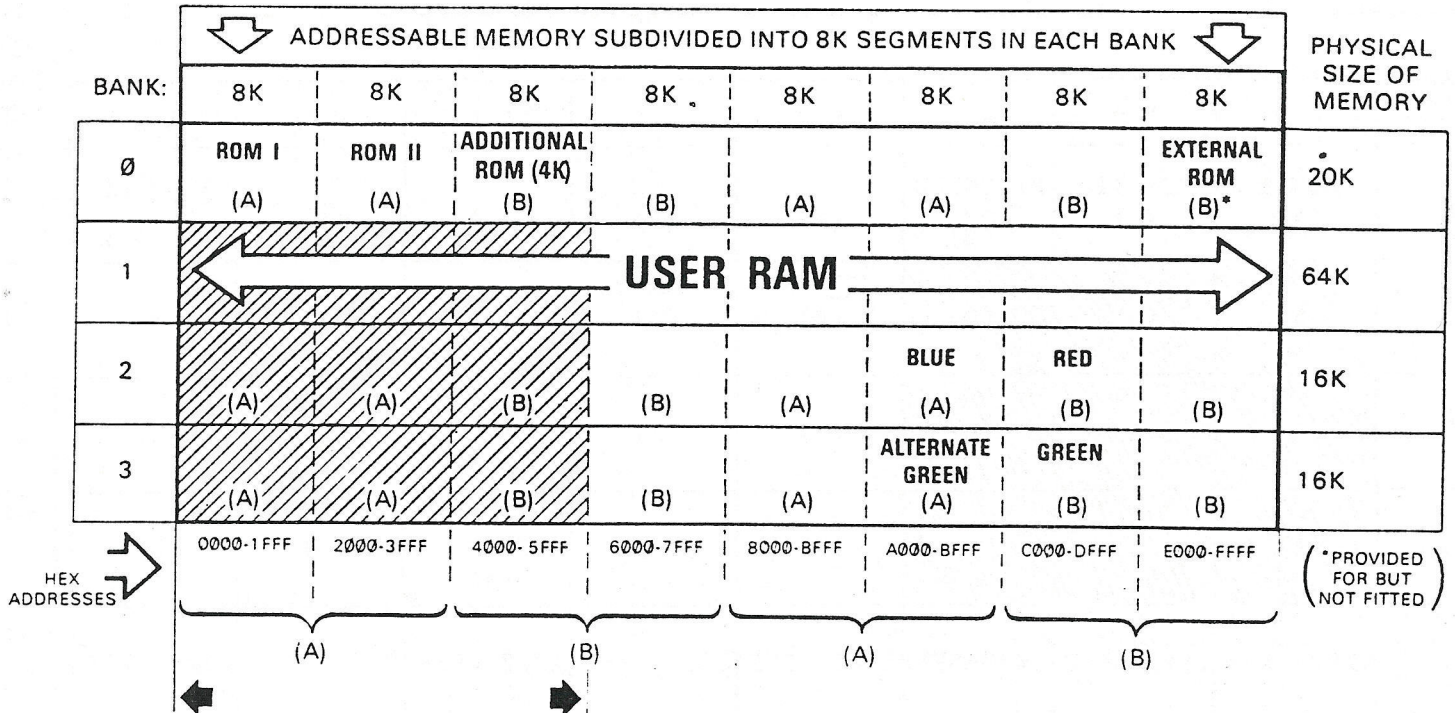 ADDRESSABLE MEMORY SUBDIVIDED INTO 8K SEGMENTS IN EACH BANK
PHYSICAL
SIZE OF
MEMORY
BANK:
8K 8K 8K 8K 8K 8K 8K 8K
Ø
ROM I
(A)
ROM II
(A)
ADDITIONAL
ROM (4K)
(B)
(B)
(A)
(A)
(B)
EXTERNAL
ROM
(B)*
20K
1
USER RAM
64K
2
BLUE RED
(A) (A) (B) (B) (A) (A) (B) (B)
16K
3
ALTERNATE
GREEN
GREEN
(A) (A) (B) (B) (A) (A) (B) (B)
16K
HEX
ADDRESSES
0000-1FFF 2000-3FFF 4000-5FFF 6000-7FFF 8000-BFFF A000-BFFF C000-DFFF E000-FFFF
(*PROVIDED
FOR BUT
NOT FITTED)
(A) (B) (A) (B)